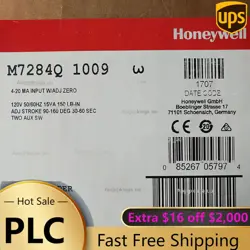 ups
Honeywell
M7284Q 1009
ω
4-20 MA INPUT W/ADJ ZERO
120V 50/60HZ 15VA 150 LB-IN
ADJ STROKE 90-160 DEG 30-60 SEC
TWO AUX SW
1707
DATE CODE
Honeywell GmbH
Boeblinger Strasse 17
71101 Schoenich, Germany
CE
0 85267 05797 4
Extra $16 off $2,000
Hot
PLC
Fast Free Shipping